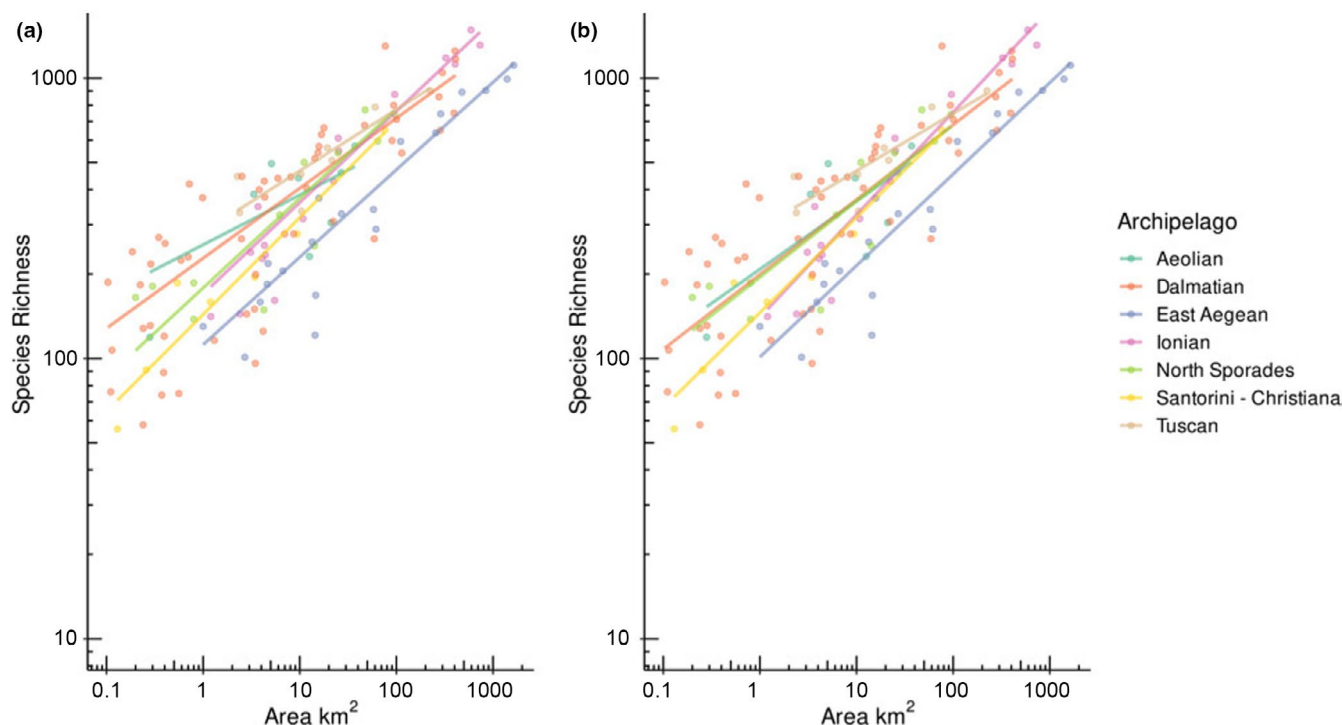 (a)
1000
100
10
Species Richness
0.1 1 10 100 1000
Area km²
(b)
1000
100
10
Species Richness
0.1 1 10 100 1000
Area km²
Archipelago
Aeolian
Dalmatian
East Aegean
Ionian
North Sporades
Santorini - Christiana
Tuscan